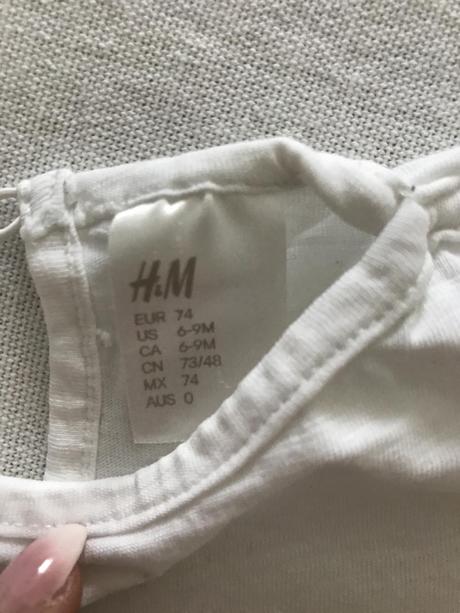 H&M
EUR 74
US 6-9M
CA 6-9M
CN 73/48
MX 74
AUS 0